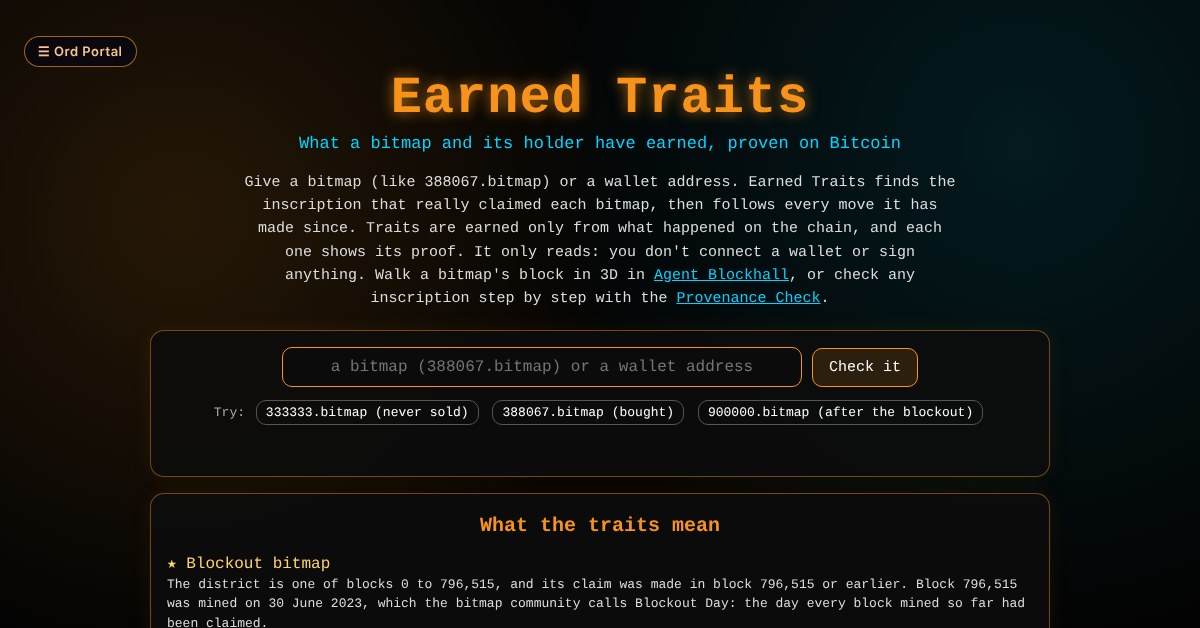 ☰ Ord Portal
Earned Traits
What a bitmap and its holder have earned, proven on Bitcoin
Give a bitmap (like 388067.bitmap) or a wallet address. Earned Traits finds the
inscription that really claimed each bitmap, then follows every move it has
made since. Traits are earned only from what happened on the chain, and each
one shows its proof. It only reads: you don't connect a wallet or sign
anything. Walk a bitmap's block in 3D in Agent Blockhall, or check any
inscription step by step with the Provenance Check.
a bitmap (388067.bitmap) or a wallet address
Check it
Try: 333333.bitmap (never sold) 388067.bitmap (bought) 900000.bitmap (after the blockout)
What the traits mean
★ Blockout bitmap
The district is one of blocks 0 to 796,515, and its claim was made in block 796,515 or earlier. Block 796,515
was mined on 30 June 2023, which the bitmap community calls Blockout Day: the day every block mined so far had
been claimed.